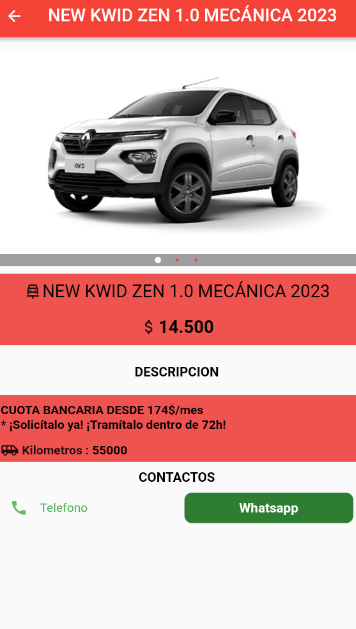 NEW KWID ZEN 1.0 MECÁNICA 2023
KWID
NEW KWID ZEN 1.0 MECÁNICA 2023
$ 14.500
DESCRIPCION
CUOTA BANCARIA DESDE 174$/mes
* ¡Solicítalo ya! ¡Tramítalo dentro de 72h!
Kilometros : 55000
CONTACTOS
Telefono
Whatsapp